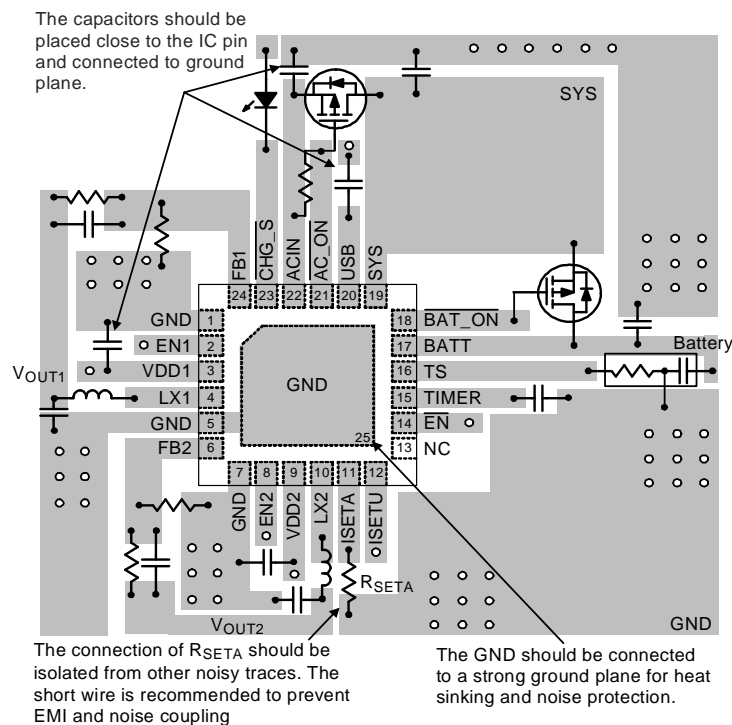 The capacitors should be
placed close to the IC pin
and connected to ground
plane.
SYS
FB1
CHG_S
ACIN
AC_ON
USB
SYS
24
23
22
21
20
19
GND
1
18
BAT_ON
EN1
2
17
BATT
Battery
VDD1
3
16
TS
VOUT1
LX1
4
GND
15
TIMER
GND
5
14
EN
FB2
6
25
13
NC
7
8
9
10
11
12
GND
EN2
VDD2
LX2
ISETA
ISETU
RSETA
VOUT2
GND
The connection of RSETA should be
isolated from other noisy traces. The
short wire is recommended to prevent
EMI and noise coupling
The GND should be connected
to a strong ground plane for heat
sinking and noise protection.